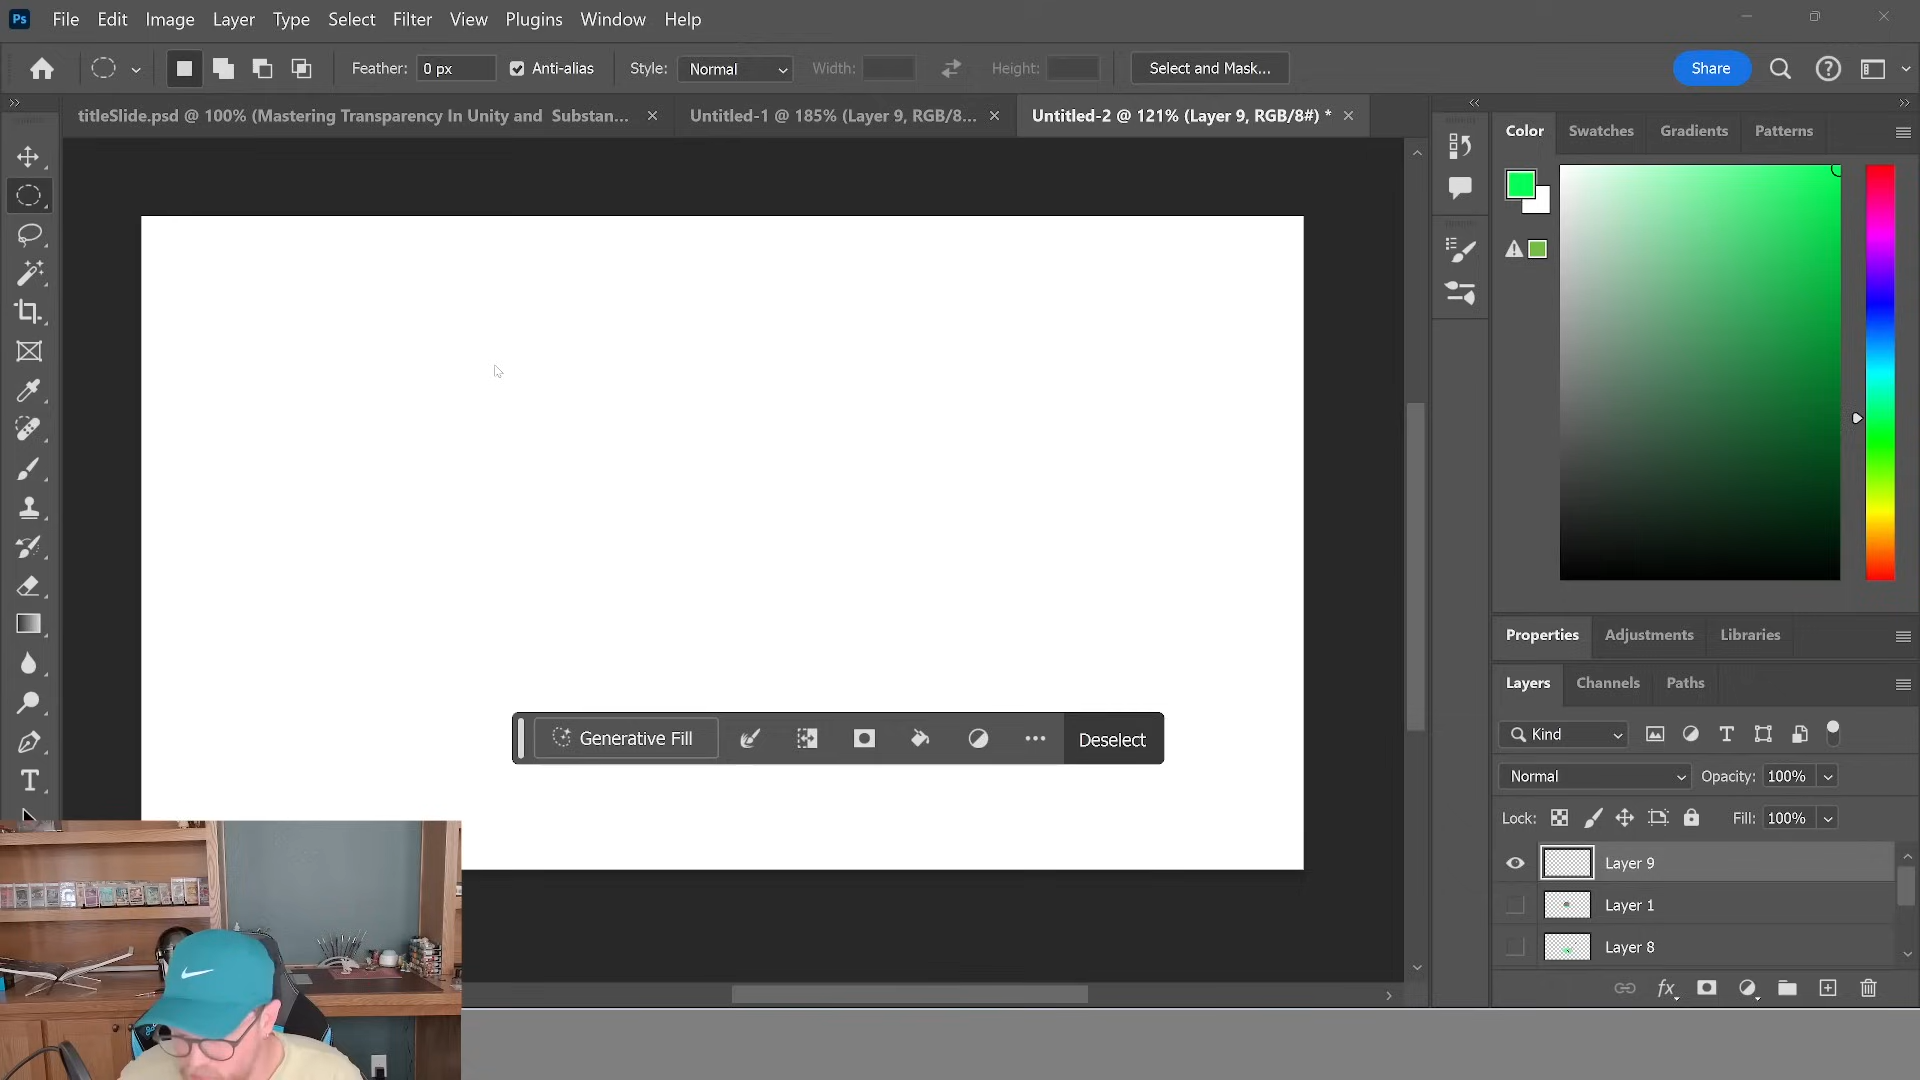 Ps File Edit Image Layer Type Select Filter View Plugins Window Help
Feather: 0 px Anti-alias Style: Normal Width: Height: Select and Mask... Share
titleSlide.psd @ 100% (Mastering Transparency In Unity and Substan... Untitled-1 @ 185% (Layer 9, RGB/8... Untitled-2 @ 121% (Layer 9, RGB/8#) *
Color Swatches Gradients Patterns
Properties Adjustments Libraries
Layers Channels Paths
Kind
Normal Opacity: 100%
Lock: Fill: 100%
Layer 9
Layer 1
Layer 8
fx
Generative Fill Deselect